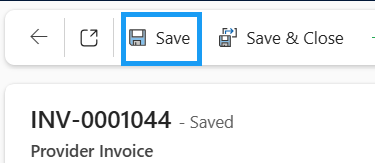 Save Save & Close
INV-0001044 - Saved
Provider Invoice